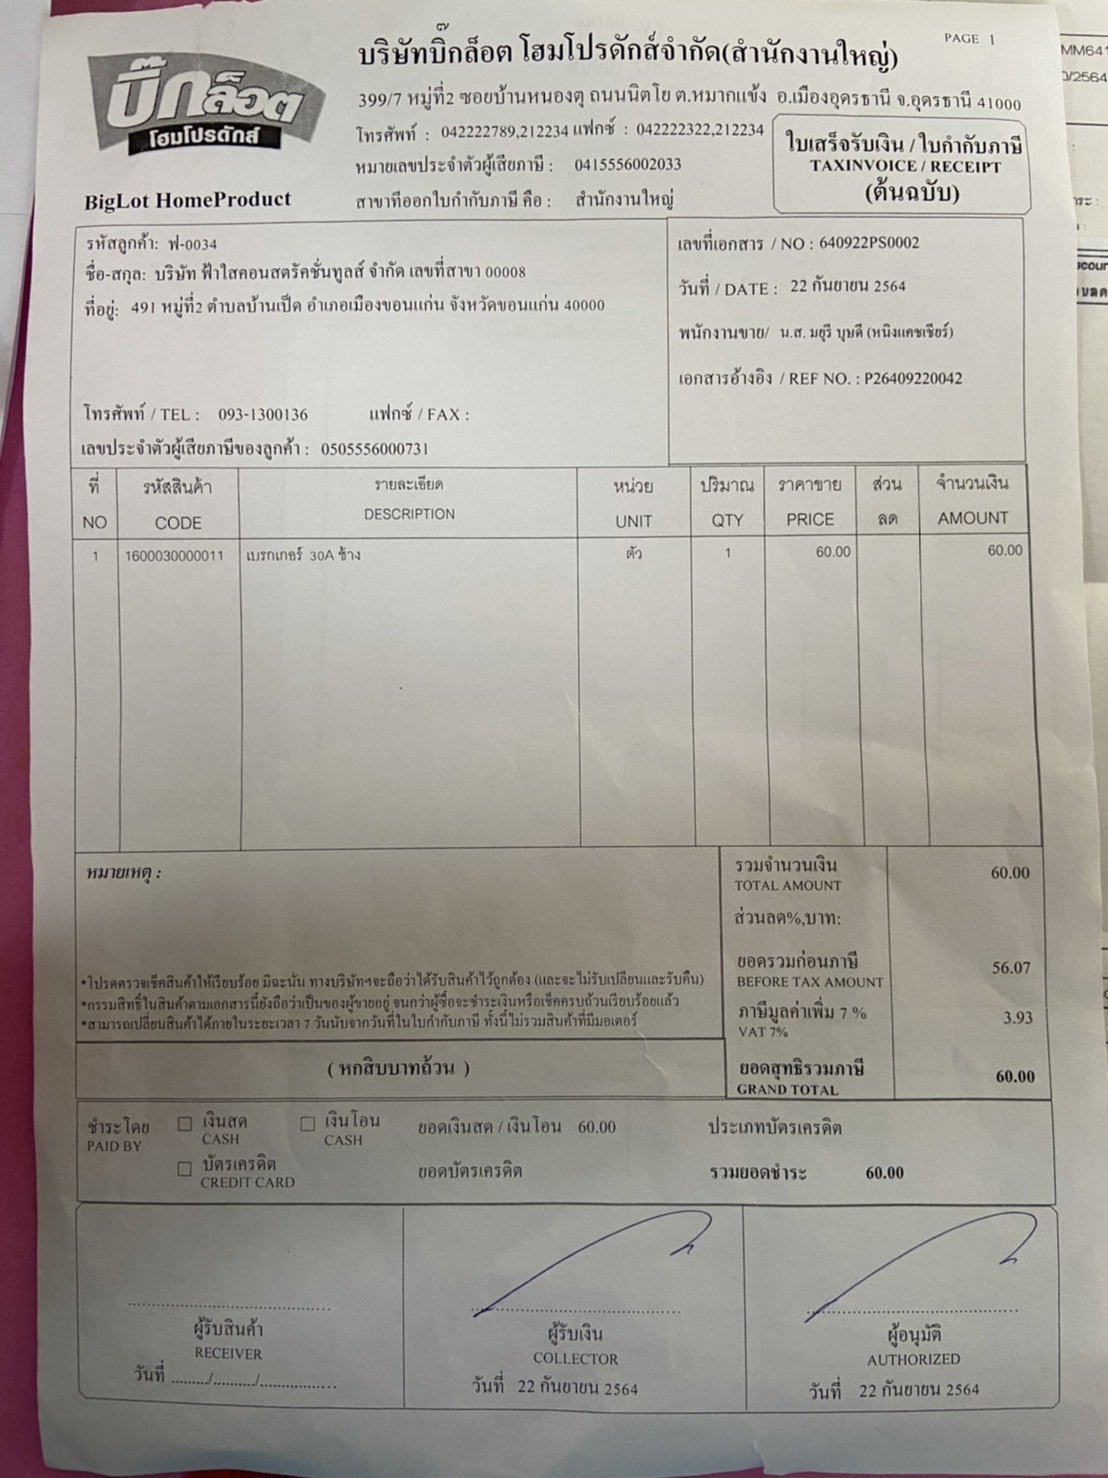 บิ๊กล็อต
โฮมโปรดักส์
BigLot HomeProduct
PAGE 1
บริษัทบิ๊กล็อต โฮมโปรดักส์จำกัด(สำนักงานใหญ่)
399/7 หมู่ที่2 ซอยบ้านหนองตุ ถนนนิตโย ต.หมากแข้ง อ.เมืองอุดรธานี จ.อุดรธานี 41000
โทรศัพท์ : 042222789,212234 แฟกซ์ : 042222322,212234
หมายเลขประจำตัวผู้เสียภาษี : 0415556002033
สาขาที่ออกใบกำกับภาษี คือ : สำนักงานใหญ่
ใบเสร็จรับเงิน / ใบกำกับภาษี
TAXINVOICE / RECEIPT
(ต้นฉบับ)
รหัสลูกค้า: ฟ-0034
ชื่อ-สกุล: บริษัท ฟ้าใสคอนสตรัคชั่นทูลส์ จำกัด เลขที่สาขา 00008
ที่อยู่: 491 หมู่ที่2 ตำบลบ้านเป็ด อำเภอเมืองขอนแก่น จังหวัดขอนแก่น 40000
โทรศัพท์ / TEL : 093-1300136 แฟกซ์ / FAX :
เลขประจำตัวผู้เสียภาษีของลูกค้า : 0505556000731
เลขที่เอกสาร / NO : 640922PS0002
วันที่ / DATE : 22 กันยายน 2564
พนักงานขาย/ น.ส. มยุรี บุษดี (หนิงแคชเชียร์)
เอกสารอ้างอิง / REF NO. : P26409220042
ที่ รหัสสินค้า รายละเอียด หน่วย ปริมาณ ราคาขาย ส่วน จำนวนเงิน
NO CODE DESCRIPTION UNIT QTY PRICE ลด AMOUNT
1 1600030000011 เบรกเกอร์ 30A ช้าง ตัว 1 60.00 60.00
หมายเหตุ :
*โปรดตรวจเช็คสินค้าให้เรียบร้อย มิฉะนั้น ทางบริษัทฯจะถือว่าได้รับสินค้าไว้ถูกต้อง (และจะไม่รับเปลี่ยนและรับคืน)
*กรรมสิทธิ์ในสินค้าตามเอกสารนี้ยังถือว่าเป็นของผู้ขายอยู่ จนกว่าผู้ซื้อจะชำระเงินหรือเช็คครบถ้วนเรียบร้อยแล้ว
*สามารถเปลี่ยนสินค้าได้ภายในระยะเวลา 7 วันนับจากวันที่ในใบกำกับภาษี ทั้งนี้ไม่รวมสินค้าที่มีมอเตอร์
( หกสิบบาทถ้วน )
รวมจำนวนเงิน 60.00
TOTAL AMOUNT
ส่วนลด%,บาท:
ยอดรวมก่อนภาษี 56.07
BEFORE TAX AMOUNT
ภาษีมูลค่าเพิ่ม 7 % 3.93
VAT 7%
ยอดสุทธิรวมภาษี 60.00
GRAND TOTAL
ชำระโดย เงินสด เงินโอน ยอดเงินสด / เงินโอน 60.00 ประเภทบัตรเครดิต
PAID BY CASH CASH
บัตรเครดิต ยอดบัตรเครดิต รวมยอดชำระ 60.00
CREDIT CARD
ผู้รับสินค้า ผู้รับเงิน ผู้อนุมัติ
RECEIVER COLLECTOR AUTHORIZED
วันที่ ......../........./................ วันที่ 22 กันยายน 2564 วันที่ 22 กันยายน 2564